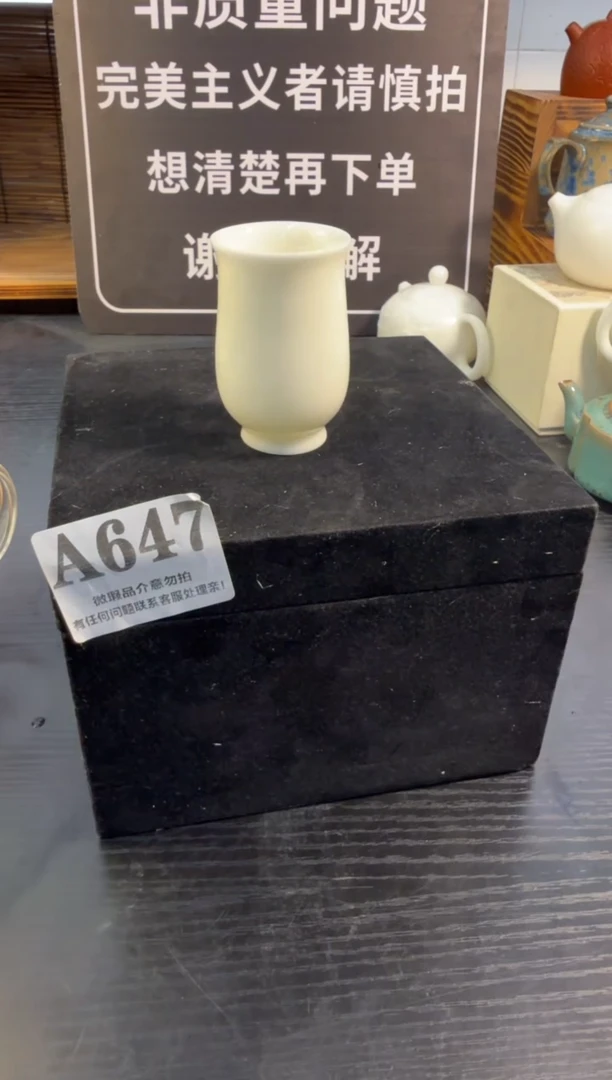 非质量问题
完美主义者请慎拍
想清楚再下单
谢 解
A647
微瑕品介意勿拍
有任何问题联系客服处理亲!